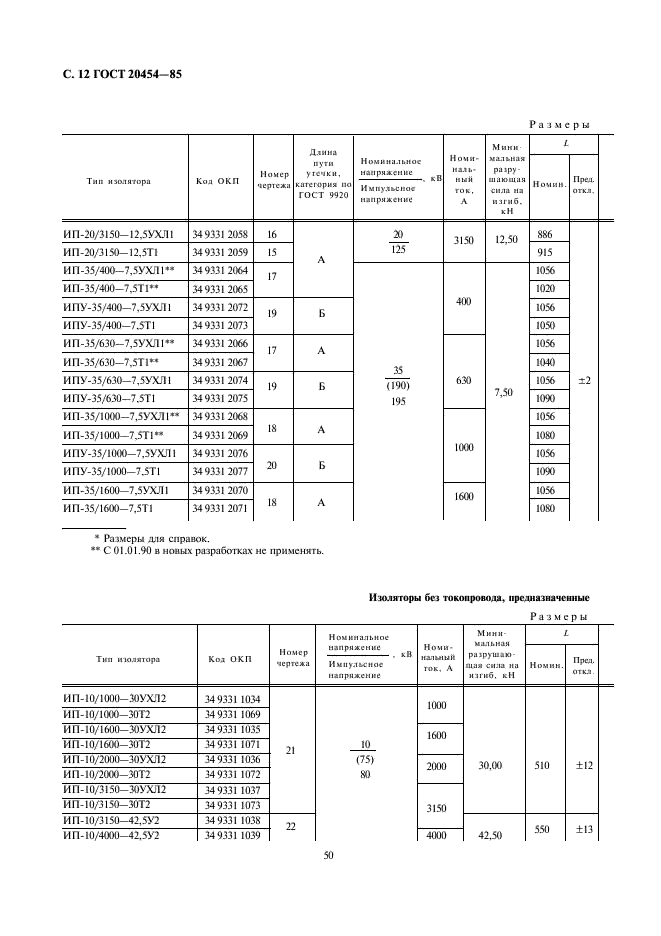 С. 12 ГОСТ 20454—85
Размеры
Тип изолятора | Код ОКП | Номер чертежа | Длина пути утечки, категория по ГОСТ 9920 | Номинальное напряжение / Импульсное напряжение , кВ | Номи-наль-ный ток, А | Мини-мальная разру-шающая сила на изгиб, кН | L
Номин. | Пред. откл.
ИП-20/3150—12,5УХЛ1 | 34 9331 2058 | 16 | А | 20 / 125 | 3150 | 12,50 | 886 | ±2
ИП-20/3150—12,5Т1 | 34 9331 2059 | 15 | 915
ИП-35/400—7,5УХЛ1** | 34 9331 2064 | 17 | 35 / (190) 195 | 400 | 7,50 | 1056
ИП-35/400—7,5Т1** | 34 9331 2065 | 1020
ИПУ-35/400—7,5УХЛ1 | 34 9331 2072 | 19 | Б | 1056
ИПУ-35/400—7,5Т1 | 34 9331 2073 | 1050
ИП-35/630—7,5УХЛ1** | 34 9331 2066 | 17 | А | 630 | 1056
ИП-35/630—7,5Т1** | 34 9331 2067 | 1040
ИПУ-35/630—7,5УХЛ1 | 34 9331 2074 | 19 | Б | 1056
ИПУ-35/630—7,5Т1 | 34 9331 2075 | 1090
ИП-35/1000—7,5УХЛ1** | 34 9331 2068 | 18 | А | 1000 | 1056
ИП-35/1000—7,5Т1** | 34 9331 2069 | 1080
ИПУ-35/1000—7,5УХЛ1 | 34 9331 2076 | 20 | Б | 1056
ИПУ-35/1000—7,5Т1 | 34 9331 2077 | 1090
ИП-35/1600—7,5УХЛ1 | 34 9331 2070 | 18 | А | 1600 | 1056
ИП-35/1600—7,5Т1 | 34 9331 2071 | 1080
* Размеры для справок.
** С 01.01.90 в новых разработках не применять.
Изоляторы без токопровода, предназначенные
Размеры
Тип изолятора | Код ОКП | Номер чертежа | Номинальное напряжение / Импульсное напряжение , кВ | Номи-нальный ток, А | Мини-мальная разрушаю-щая сила на изгиб, кН | L
Номин. | Пред. откл.
ИП-10/1000—30УХЛ2 | 34 9331 1034 | 21 | 10 / (75) 80 | 1000 | 30,00 | 510 | ±12
ИП-10/1000—30Т2 | 34 9331 1069
ИП-10/1600—30УХЛ2 | 34 9331 1035 | 1600
ИП-10/1600—30Т2 | 34 9331 1071
ИП-10/2000—30УХЛ2 | 34 9331 1036 | 2000
ИП-10/2000—30Т2 | 34 9331 1072
ИП-10/3150—30УХЛ2 | 34 9331 1037 | 3150
ИП-10/3150—30Т2 | 34 9331 1073
ИП-10/3150—42,5У2 | 34 9331 1038 | 22 | 42,50 | 550 | ±13
ИП-10/4000—42,5У2 | 34 9331 1039 | 4000
50